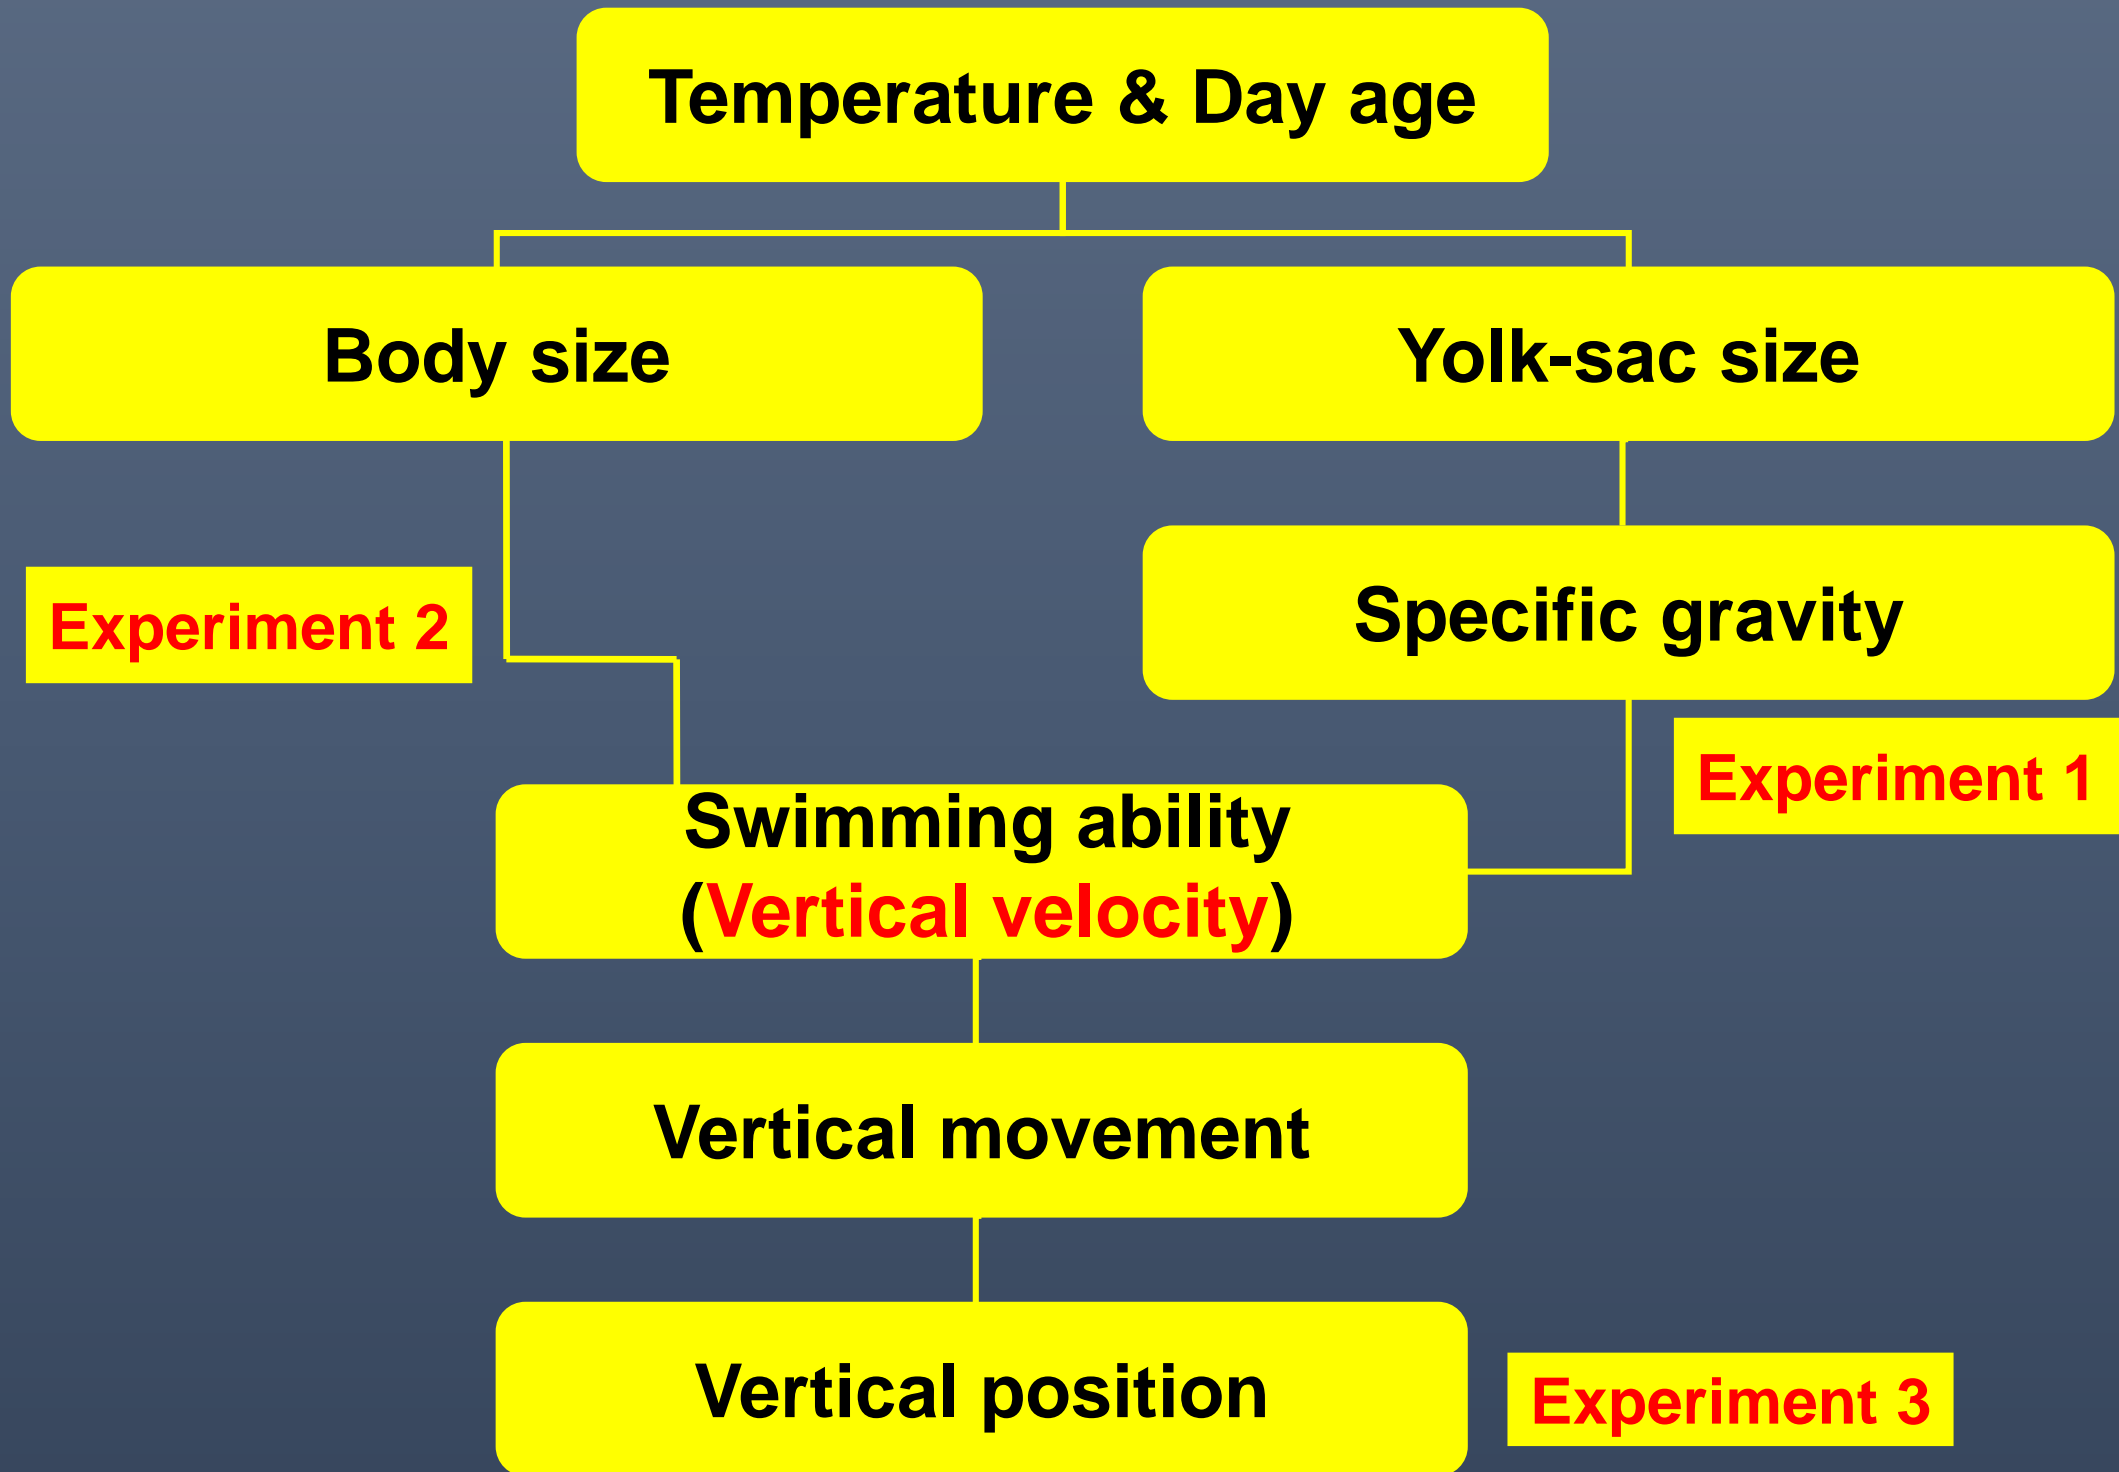 Temperature & Day age
Body size
Yolk-sac size
Experiment 2
Specific gravity
Experiment 1
Swimming ability
(Vertical velocity)
Vertical movement
Vertical position
Experiment 3